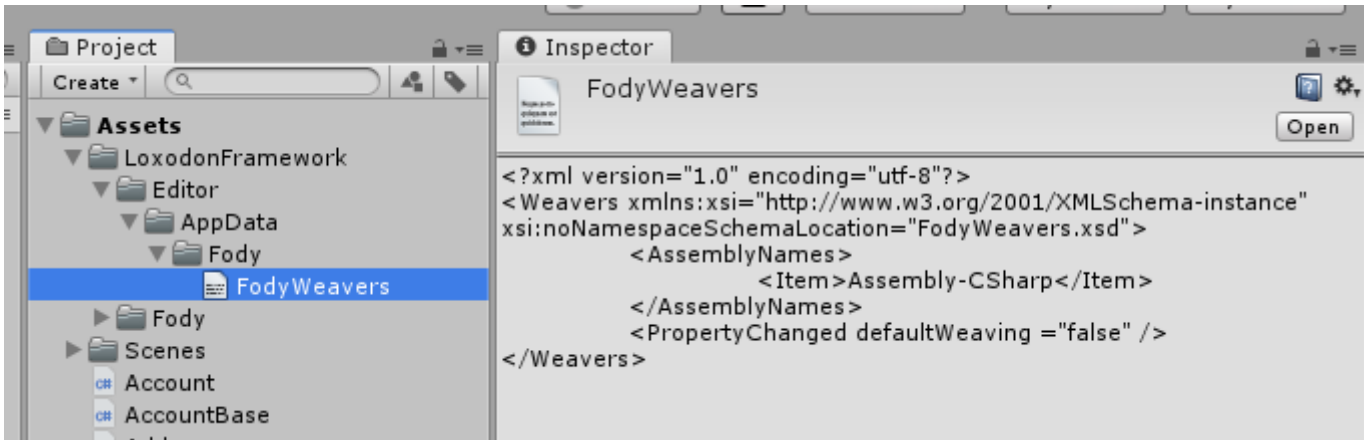 Project
Create
Assets
LoxodonFramework
Editor
AppData
Fody
FodyWeavers
Fody
Scenes
Account
AccountBase
Inspector
FodyWeavers
Open
<?xml version="1.0" encoding="utf-8"?>
<Weavers xmlns:xsi="http://www.w3.org/2001/XMLSchema-instance"
xsi:noNamespaceSchemaLocation="FodyWeavers.xsd">
<AssemblyNames>
<Item>Assembly-CSharp</Item>
</AssemblyNames>
<PropertyChanged defaultWeaving ="false" />
</Weavers>